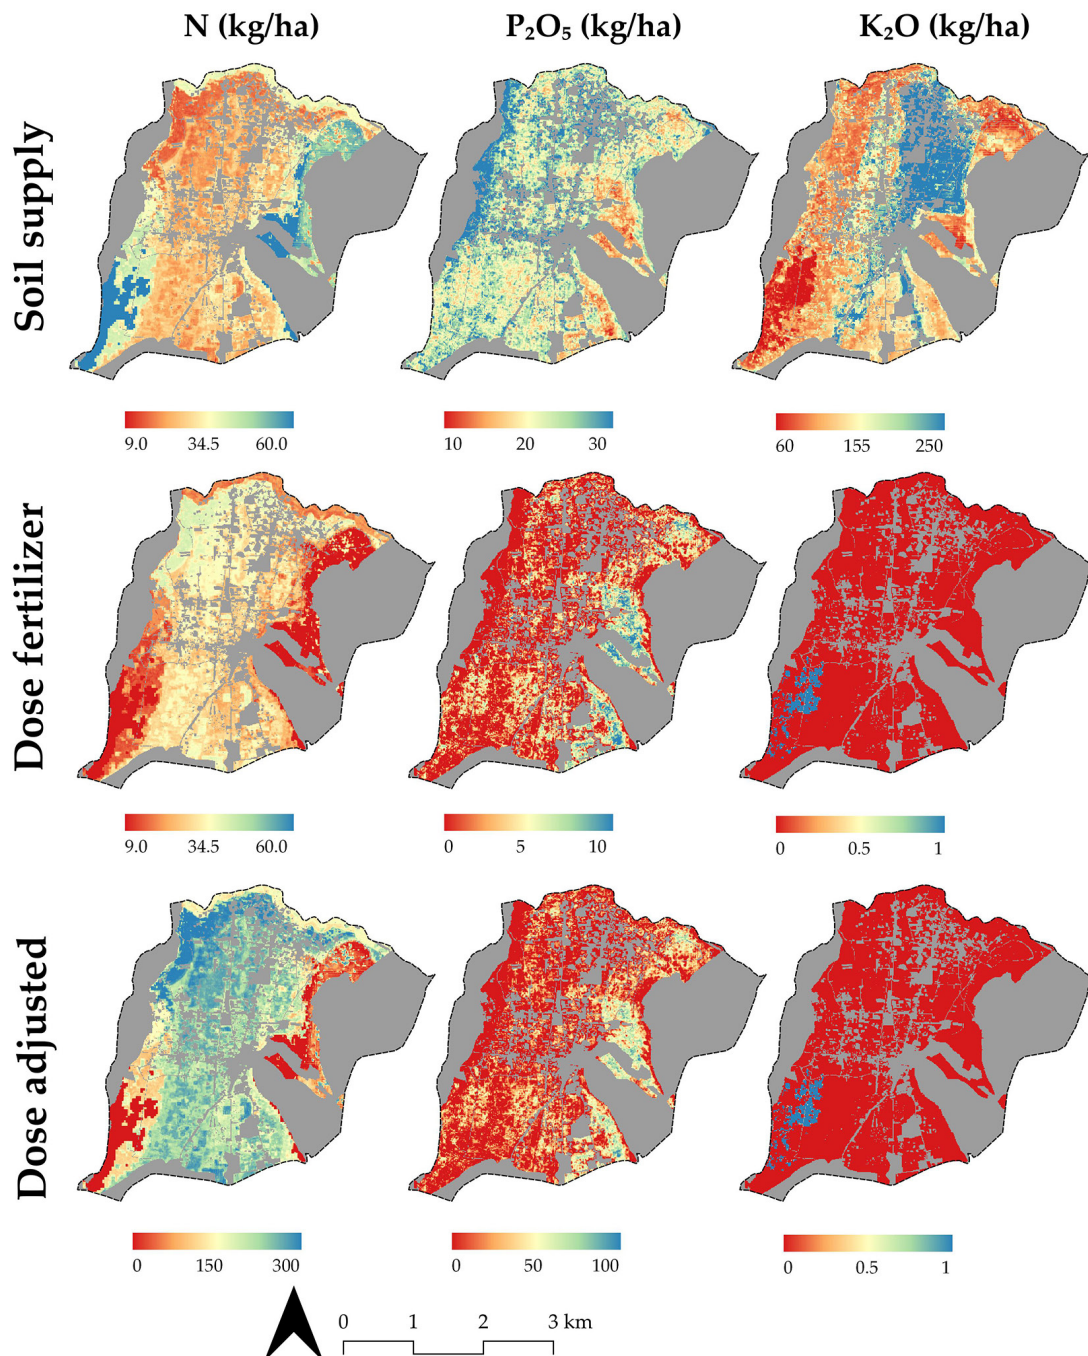 N (kg/ha) P₂O₅ (kg/ha) K₂O (kg/ha)
Soil supply
9.0 34.5 60.0 10 20 30 60 155 250
Dose fertilizer
9.0 34.5 60.0 0 5 10 0 0.5 1
Dose adjusted
0 150 300 0 50 100 0 0.5 1
0 1 2 3 km